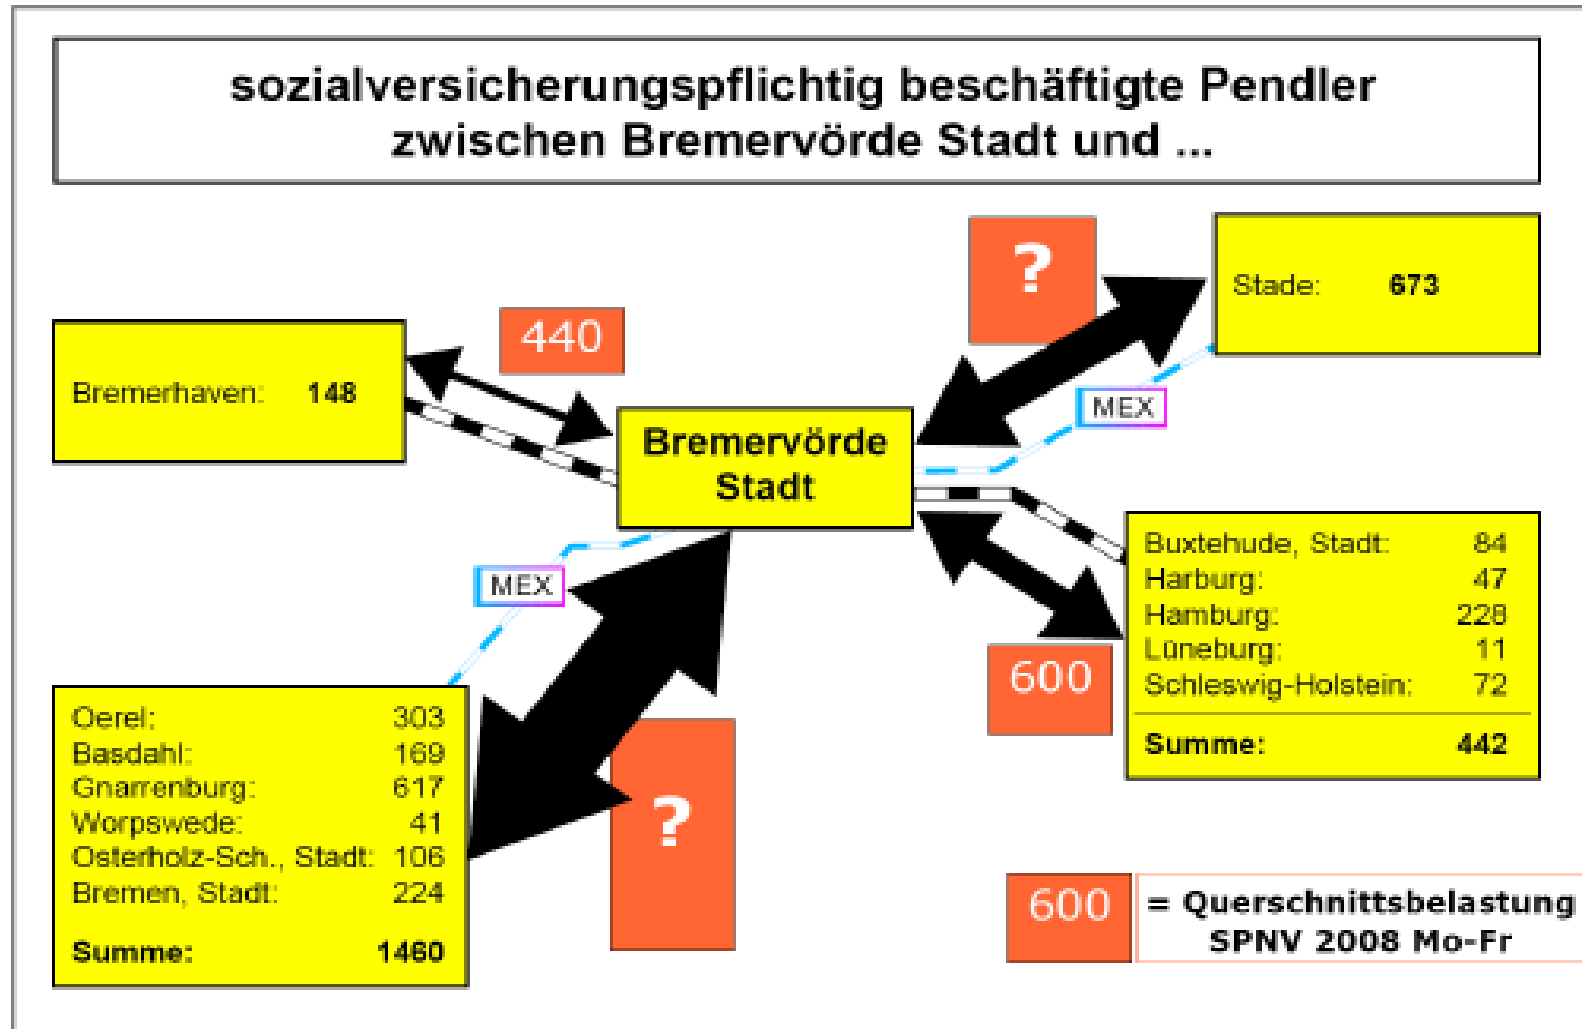 sozialversicherungspflichtig beschäftigte Pendler
zwischen Bremervörde Stadt und ...
?
Stade: 673
440
Bremerhaven: 148
MEX
Bremervörde
Stadt
MEX
Buxtehude, Stadt: 84
Harburg: 47
Hamburg: 228
Lüneburg: 11
Schleswig-Holstein: 72
Summe: 442
600
Oerel: 303
Basdahl: 169
Gnarrenburg: 617
Worpswede: 41
Osterholz-Sch., Stadt: 106
Bremen, Stadt: 224
Summe: 1460
?
600 = Querschnittsbelastung
SPNV 2008 Mo-Fr